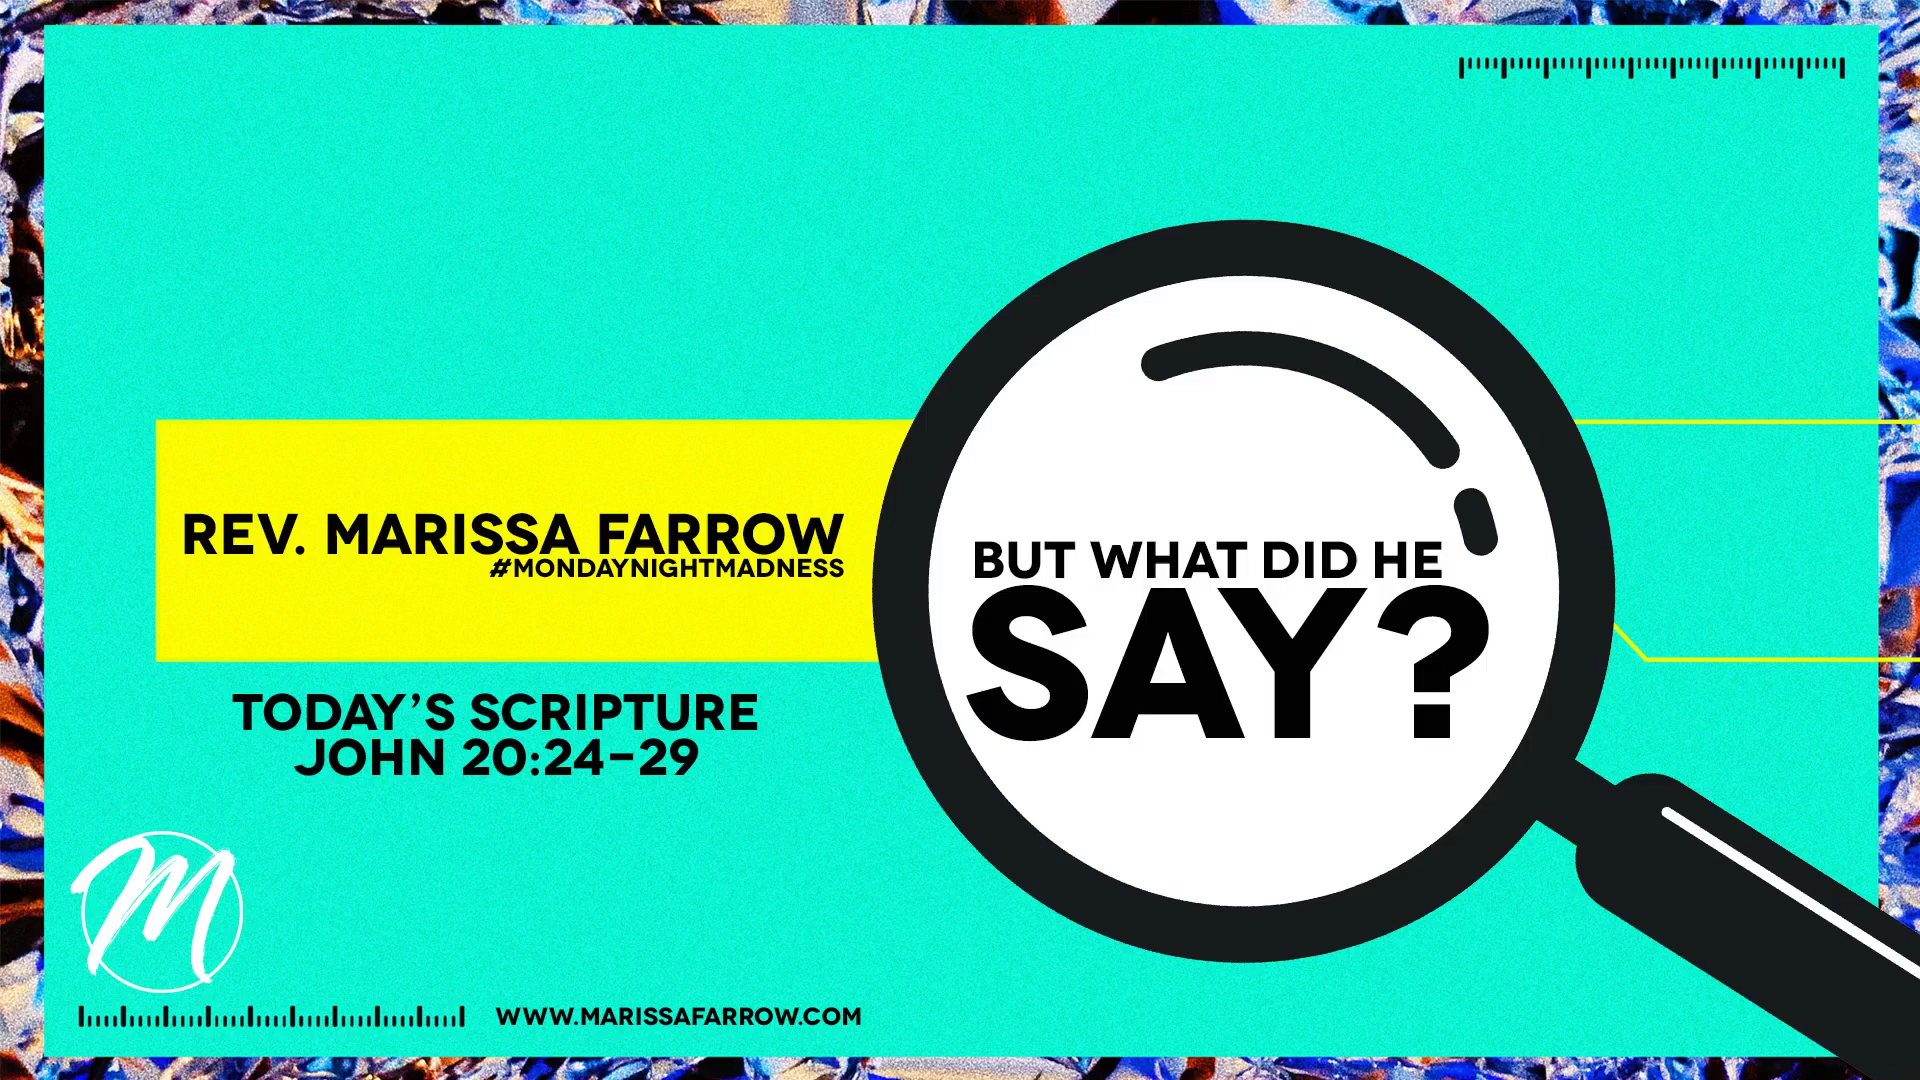 REV. MARISSA FARROW
#MONDAYNIGHTMADNESS
BUT WHAT DID HE
SAY?
TODAY’S SCRIPTURE
JOHN 20:24-29
M
WWW.MARISSAFARROW.COM